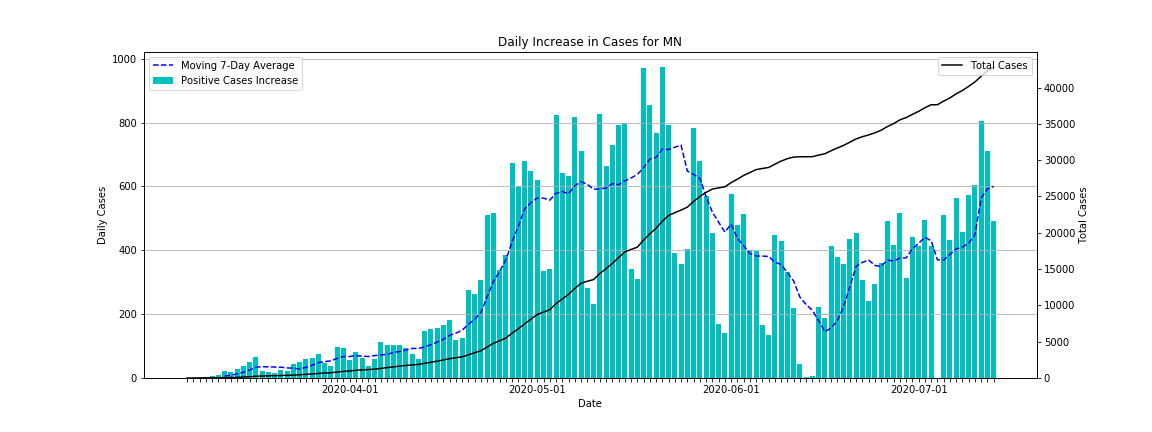 Daily Increase in Cases for MN
Moving 7-Day Average
Positive Cases Increase
Total Cases
1000
800
600
400
200
0
Daily Cases
40000
35000
30000
25000
20000
15000
10000
5000
0
Total Cases
2020-04-01
2020-05-01
2020-06-01
2020-07-01
Date